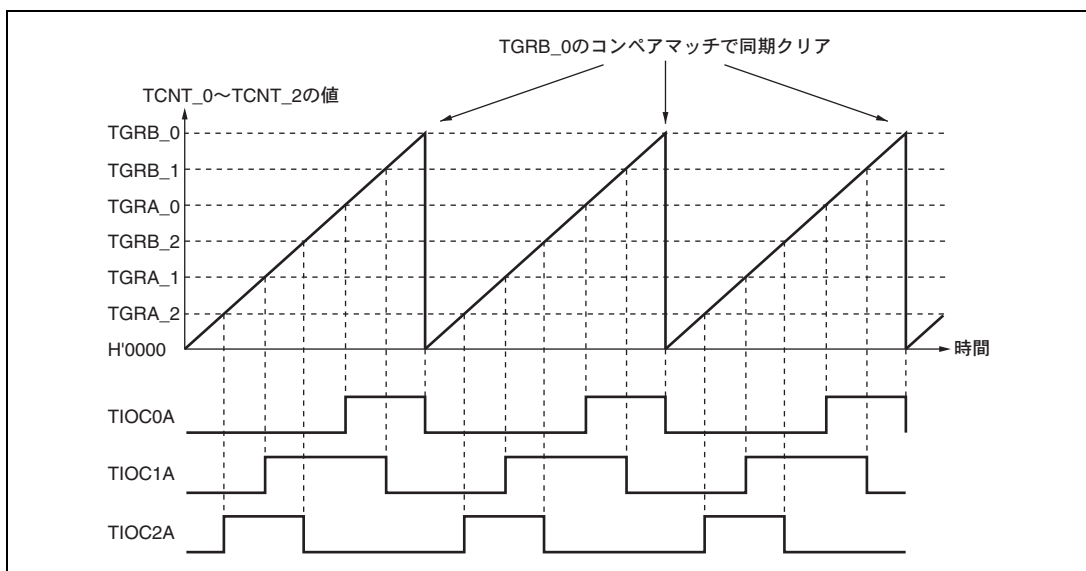 TGRB_0のコンペアマッチで同期クリア
TCNT_0～TCNT_2の値
TGRB_0
TGRB_1
TGRA_0
TGRB_2
TGRA_1
TGRA_2
H'0000
時間
TIOC0A
TIOC1A
TIOC2A